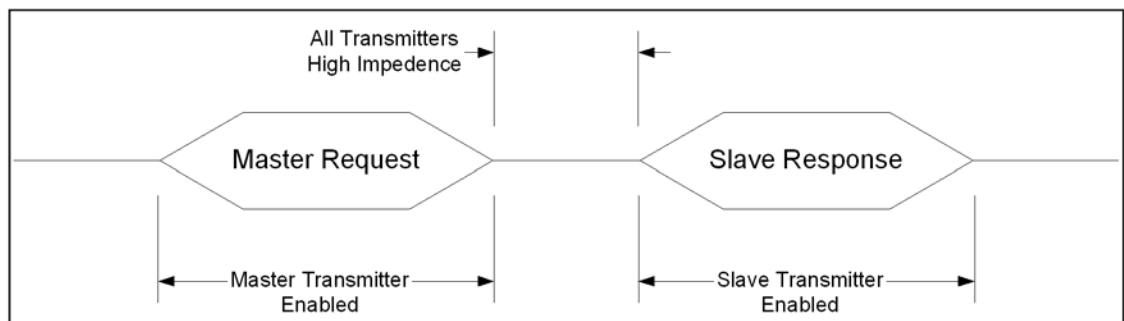 All Transmitters
High Impedence
Master Request
Slave Response
Master Transmitter
Enabled
Slave Transmitter
Enabled